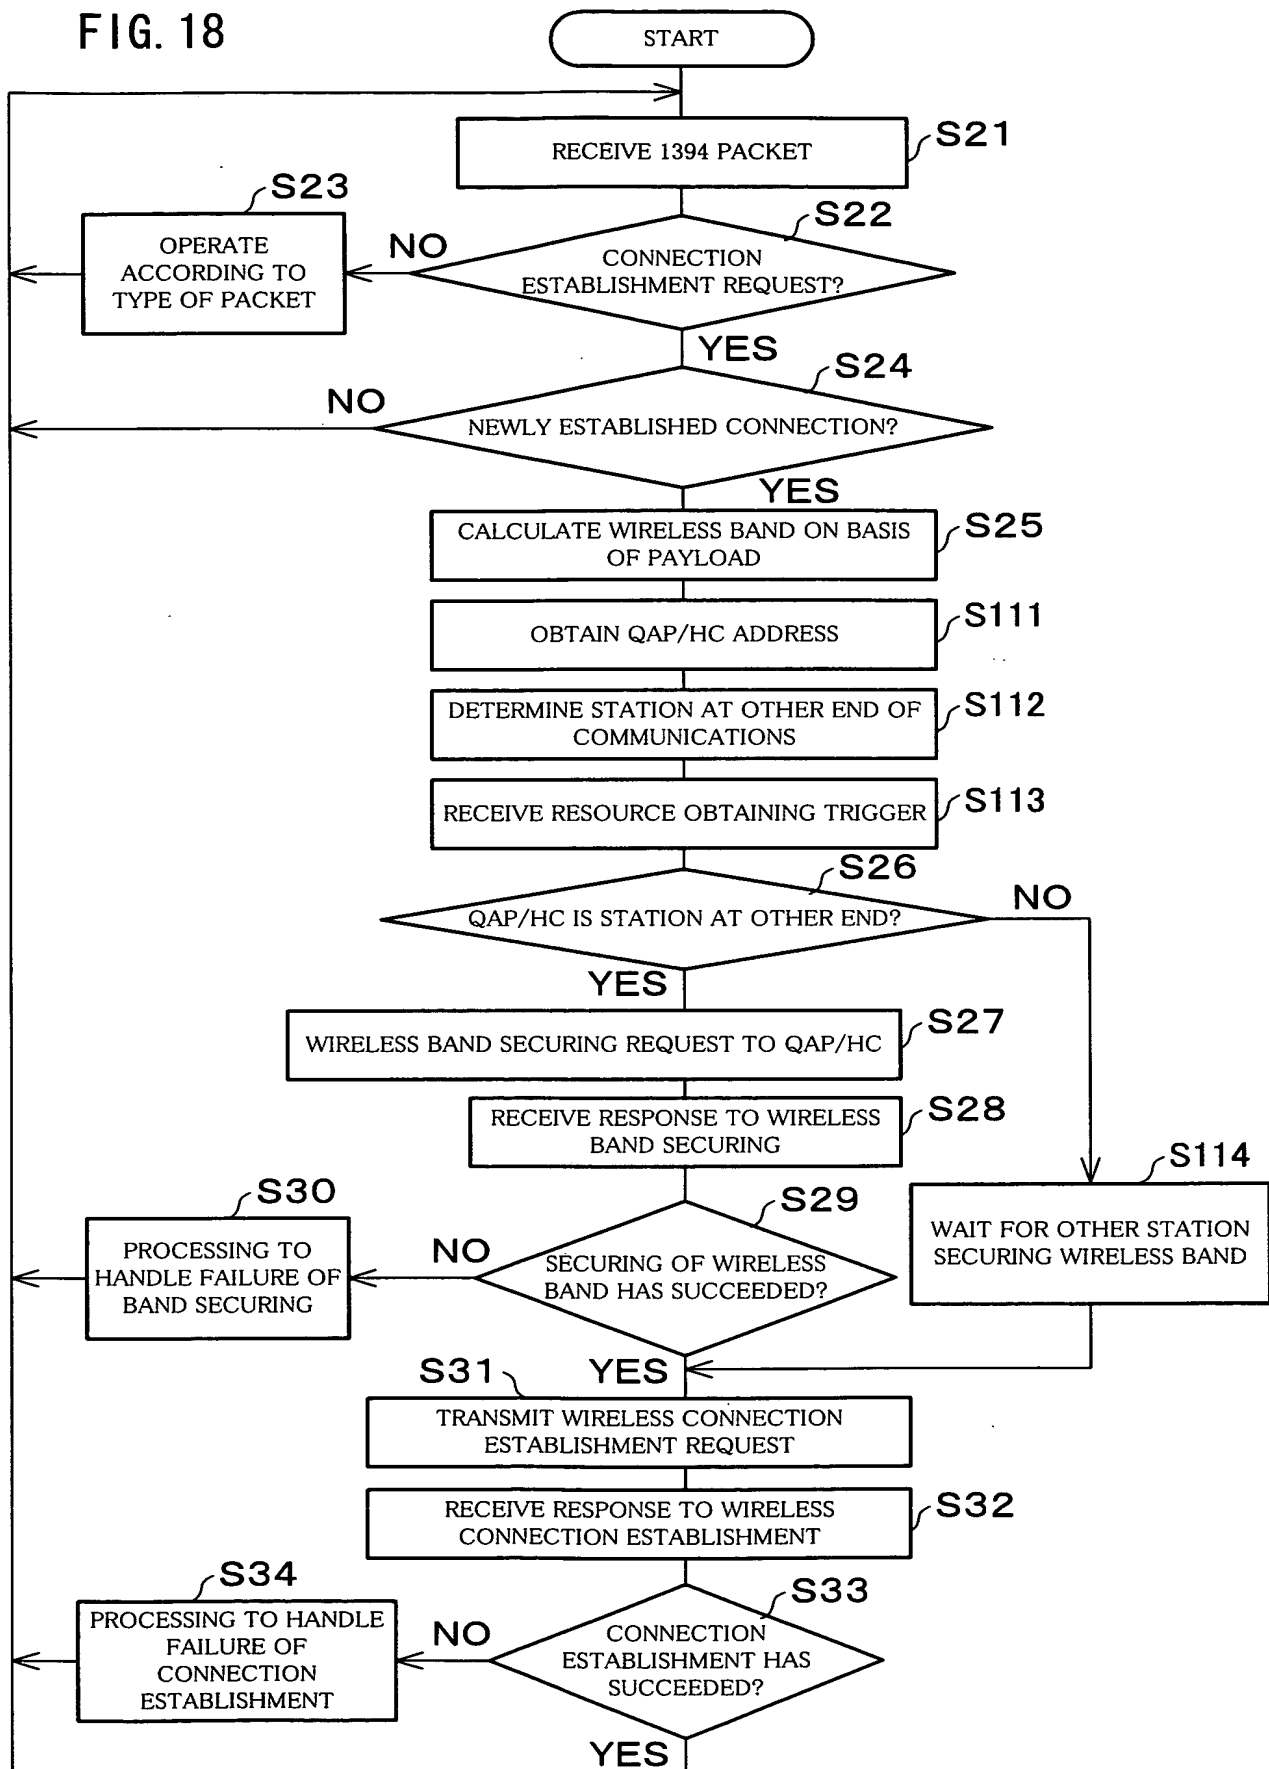 FIG. 18
START
RECEIVE 1394 PACKET
S21
S23
OPERATE
ACCORDING TO
TYPE OF PACKET
NO
S22
CONNECTION
ESTABLISHMENT REQUEST?
YES
S24
NO
NEWLY ESTABLISHED CONNECTION?
YES
CALCULATE WIRELESS BAND ON BASIS
OF PAYLOAD
S25
OBTAIN QAP/HC ADDRESS
S111
DETERMINE STATION AT OTHER END OF
COMMUNICATIONS
S112
RECEIVE RESOURCE OBTAINING TRIGGER
S113
S26
QAP/HC IS STATION AT OTHER END?
NO
YES
WIRELESS BAND SECURING REQUEST TO QAP/HC
S27
RECEIVE RESPONSE TO WIRELESS
BAND SECURING
S28
S114
WAIT FOR OTHER STATION
SECURING WIRELESS BAND
S30
PROCESSING TO
HANDLE FAILURE OF
BAND SECURING
NO
S29
SECURING OF WIRELESS
BAND HAS SUCCEEDED?
YES
S31
TRANSMIT WIRELESS CONNECTION
ESTABLISHMENT REQUEST
RECEIVE RESPONSE TO WIRELESS
CONNECTION ESTABLISHMENT
S32
S34
PROCESSING TO HANDLE
FAILURE OF
CONNECTION
ESTABLISHMENT
NO
S33
CONNECTION
ESTABLISHMENT HAS
SUCCEEDED?
YES